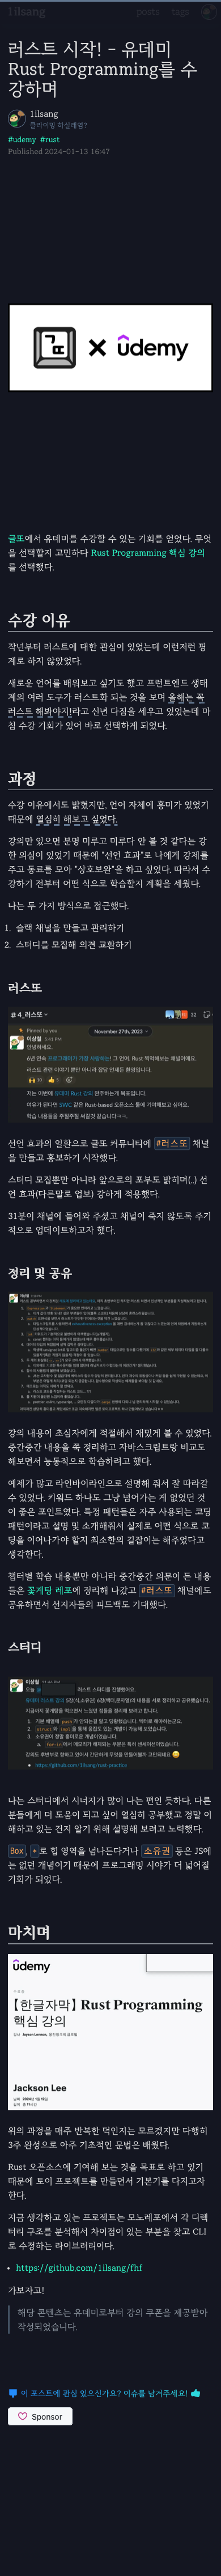 1ilsang
posts tags
러스트 시작! - 유데미
Rust Programming를 수
강하며
1ilsang
클라이밍 하실래염?
#udemy #rust
Published 2024-01-13 16:47
글또 × udemy
글또에서 유데미를 수강할 수 있는 기회를 얻었다. 무엇
을 선택할지 고민하다 Rust Programming 핵심 강의
를 선택했다.
수강 이유
작년부터 러스트에 대한 관심이 있었는데 이런저런 핑
계로 하지 않았었다.
새로운 언어를 배워보고 싶기도 했고 프런트엔드 생태
계의 여러 도구가 러스트화 되는 것을 보며 올해는 꼭
러스트 해봐야지라고 신년 다짐을 세우고 있었는데 마
침 수강 기회가 있어 바로 선택하게 되었다.
과정
수강 이유에서도 밝혔지만, 언어 자체에 흥미가 있었기
때문에 열심히 해보고 싶었다.
강의만 있으면 분명 미루고 미루다 안 볼 것 같다는 강
한 의심이 있었기 때문에 "선언 효과"로 나에게 강제를
주고 동료를 모아 "상호보완"을 하고 싶었다. 따라서 수
강하기 전부터 어떤 식으로 학습할지 계획을 세웠다.
나는 두 가지 방식으로 접근했다.
1. 슬랙 채널을 만들고 관리하기
2. 스터디를 모집해 의견 교환하기
러스또
# 4_러스또
32
Pinned by you
November 27th, 2023
이상철 1:41 PM
안녕하세요.
6년 연속 프로그래머가 가장 사랑하는! 그 언어. Rust 찍먹해보는 채널이에요!
러스트 관련 이야기 뿐만 아니라 잡담 언제든 환영입니다.
저는 이번에 유데미 Rust 강의를 완주하는게 목표입니다.
여유가 된다면 SWC 같은 Rust-based 오픈소스 툴에 기여해보고 싶어요.
학습 내용들을 주저리주저리 떠들어볼게요ㅋㅋㅋ
선언 효과의 일환으로 글또 커뮤니티에 #러스또 채널
을 만들고 홍보하기 시작했다.
스터디 모집뿐만 아니라 앞으로의 포부도 밝히며(..) 선
언 효과(다른말로 업보) 강하게 적용했다.
31분이 채널에 들어와 주셨고 채널이 죽지 않도록 주기
적으로 업데이트하고자 했다.
정리 및 공유
강의 내용이 초심자에게 적절해서 재밌게 볼 수 있었다.
중간중간 내용을 쭉 정리하고 자바스크립트랑 비교도
해보면서 능동적으로 학습하려고 했다.
예제가 많고 라인바이라인으로 설명해 줘서 잘 따라갈
수 있었다. 키워드 하나도 그냥 넘어가는 게 없었던 것
이 좋은 포인트였다. 특정 패턴들은 자주 사용되는 코딩
패턴이라고 설명 및 소개해줘서 실제로 어떤 식으로 코
딩을 이어나가야 할지 최소한의 길잡이는 해주었다고
생각한다.
챕터별 학습 내용뿐만 아니라 중간중간 의문이 든 내용
들은 꽃게탕 레포에 정리해 나갔고 #러스또 채널에도
공유하면서 선지자들의 피드백도 기대했다.
스터디
https://github.com/1ilsang/rust-practice
나는 스터디에서 시너지가 많이 나는 편인 듯하다. 다른
분들에게 더 도움이 되고 싶어 열심히 공부했고 정말 이
해하고 있는 건지 알기 위해 설명해 보려고 노력했다.
Box, *로 힙 영역을 넘나든다거나 소유권 등은 JS에
는 없던 개념이기 때문에 프로그래밍 시야가 더 넓어질
기회가 되었다.
마치며
udemy
수료증
【한글자막】 Rust Programming
핵심 강의
Jackson Lee
위의 과정을 매주 반복한 덕인지는 모르겠지만 다행히
3주 완성으로 아주 기초적인 문법은 배웠다.
Rust 오픈소스에 기여해 보는 것을 목표로 하고 있기
때문에 토이 프로젝트를 만들면서 기본기를 다지고자
한다.
지금 생각하고 있는 프로젝트는 모노레포에서 각 디렉
터리 구조를 분석해서 차이점이 있는 부분을 찾고 CLI
로 수정하는 라이브러리이다.
• https://github.com/1ilsang/fhf
가보자고!
해당 콘텐츠는 유데미로부터 강의 쿠폰을 제공받아
작성되었습니다.
이 포스트에 관심 있으신가요? 이슈를 남겨주세요!
Sponsor